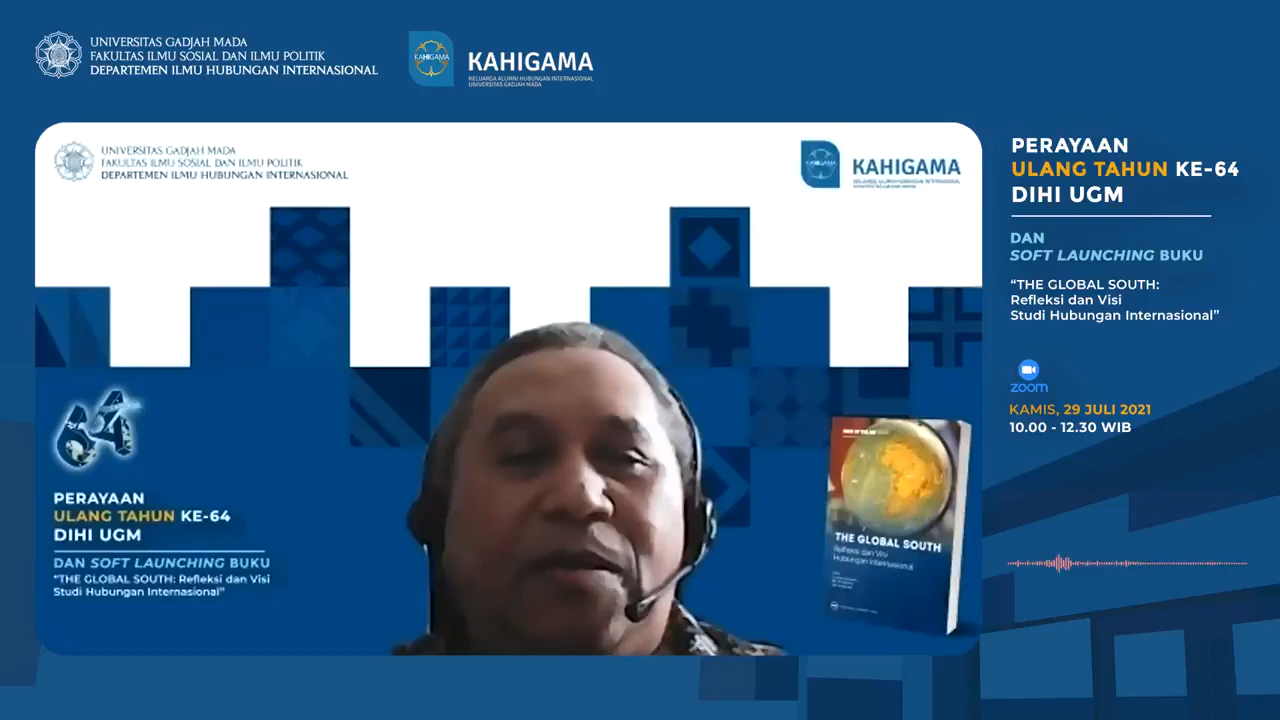 UNIVERSITAS GADJAH MADA
FAKULTAS ILMU SOSIAL DAN ILMU POLITIK
DEPARTEMEN ILMU HUBUNGAN INTERNASIONAL
KAHIGAMA
KAHIGAMA
KELUARGA ALUMNI HUBUNGAN INTERNASIONAL
UNIVERSITAS GADJAH MADA
UNIVERSITAS GADJAH MADA
FAKULTAS ILMU SOSIAL DAN ILMU POLITIK
DEPARTEMEN ILMU HUBUNGAN INTERNASIONAL
KAHIGAMA
KAHIGAMA
64
PERAYAAN
ULANG TAHUN KE-64
DIHI UGM
DAN SOFT LAUNCHING BUKU
“THE GLOBAL SOUTH: Refleksi dan Visi
Studi Hubungan Internasional”
THE GLOBAL SOUTH
Refleksi dan Visi
Hubungan Internasional
PERAYAAN
ULANG TAHUN KE-64
DIHI UGM
DAN
SOFT LAUNCHING BUKU
“THE GLOBAL SOUTH:
Refleksi dan Visi
Studi Hubungan Internasional”
zoom
KAMIS, 29 JULI 2021
10.00 - 12.30 WIB